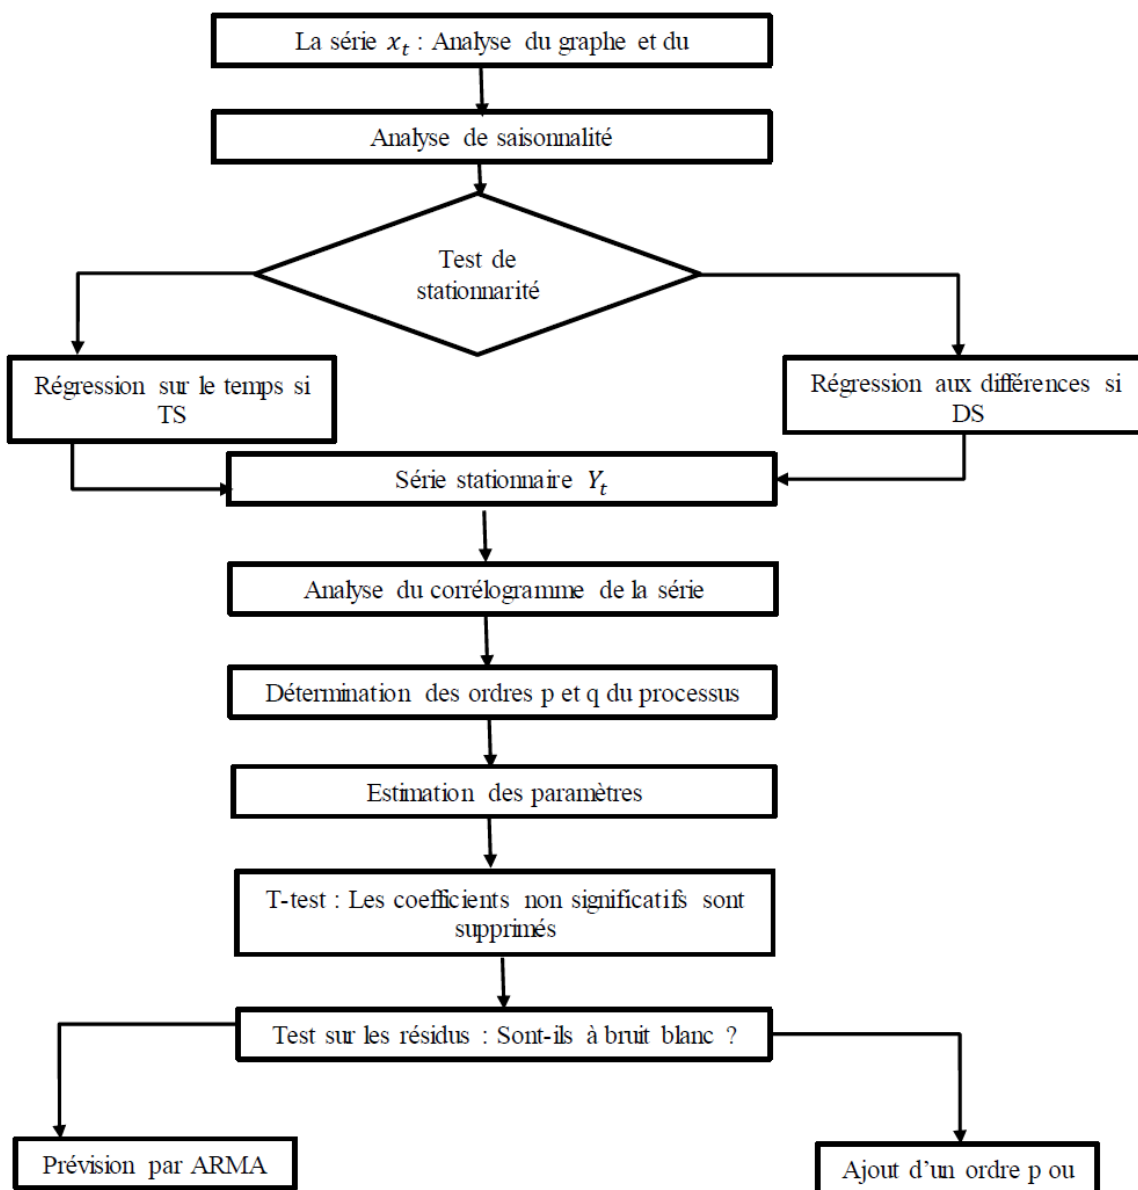 La série 𝑥ₜ : Analyse du graphe et du
Analyse de saisonnalité
Test de
stationnarité
Régression sur le temps si
TS
Régression aux différences si
DS
Série stationnaire 𝑌ₜ
Analyse du corrélogramme de la série
Détermination des ordres p et q du processus
Estimation des paramètres
T-test : Les coefficients non significatifs sont
supprimés
Test sur les résidus : Sont-ils à bruit blanc ?
Prévision par ARMA
Ajout d’un ordre p ou